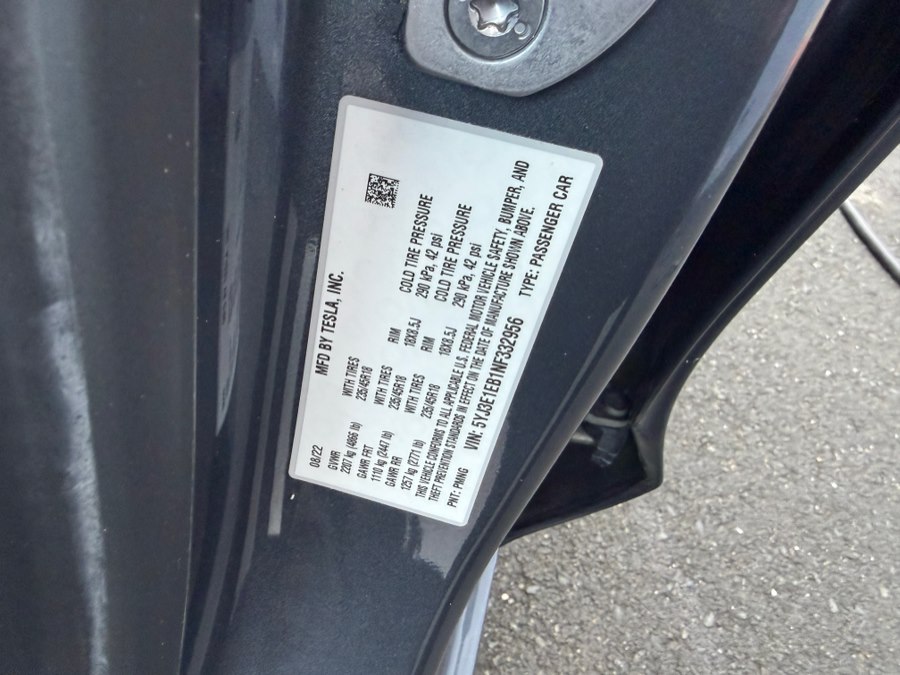 MFD BY TESLA, INC.
08/22
GVWR
2207 kg (4866 lb)
WITH TIRES
235/45R18
RIM
18X8.5J
COLD TIRE PRESSURE
290 kPa, 42 psi
GAWR FRT
1110 kg (2447 lb)
WITH TIRES
235/45R18
RIM
18X8.5J
COLD TIRE PRESSURE
290 kPa, 42 psi
GAWR RR
1257 kg (2771 lb)
WITH TIRES
235/45R18
THIS VEHICLE CONFORMS TO ALL APPLICABLE U.S. FEDERAL MOTOR VEHICLE SAFETY, BUMPER, AND
THEFT PREVENTION STANDARDS IN EFFECT ON THE DATE OF MANUFACTURE SHOWN ABOVE.
PNT: PMNG VIN: 5YJ3E1EB1NF332956 TYPE: PASSENGER CAR